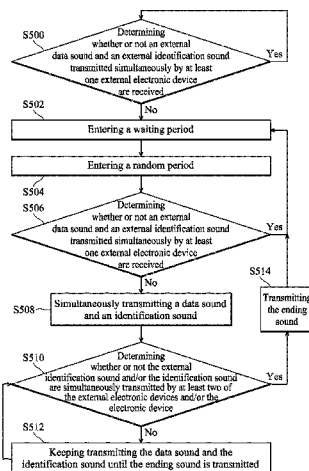 S500
Determining
whether or not an external
data sound and an external identification sound
transmitted simultaneously by at least
one external electronic device
are received
Yes
No
S502
Entering a waiting period
Entering a random period
S504
S506
Determining
whether or not an external
data sound and an external identification sound
transmitted simultaneously by at least
one external electronic device
are received
Yes
No
S508
Simultaneously transmitting a data sound
and an identification sound
S514
Transmitting
the ending
sound
S510
Determining
whether or not the external
identification sound and/or the identification sound
are simultaneously transmitted by at least two of
the external electronic devices and/or the
electronic device
Yes
No
S512
Keeping transmitting the data sound and the
identification sound until the ending sound is transmitted